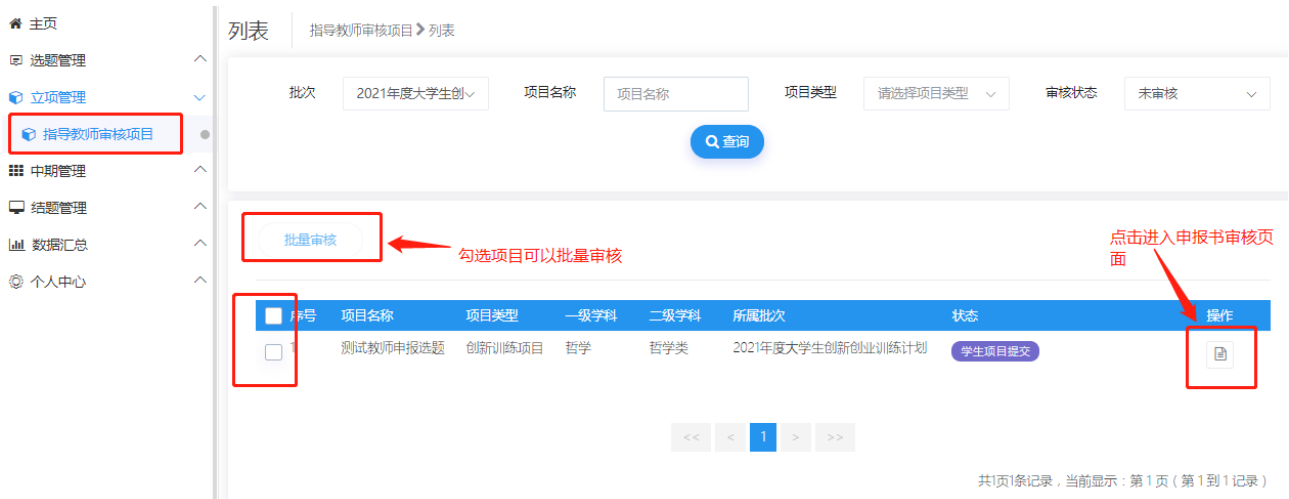 主页
选题管理
立项管理
指导教师审核项目
中期管理
结题管理
数据汇总
个人中心
列表 指导教师审核项目 > 列表
批次 2021年度大学生创 项目名称 项目名称 项目类型 请选择项目类型 审核状态 未审核
查询
批量审核
勾选项目可以批量审核
点击进入申报书审核页
面
序号 项目名称 项目类型 一级学科 二级学科 所属批次 状态 操作
1 测试教师申报选题 创新训练项目 哲学 哲学类 2021年度大学生创新创业训练计划 学生项目提交
<< < 1 > >>
共1页1条记录，当前显示：第 1 页（第 1 到 1 记录）